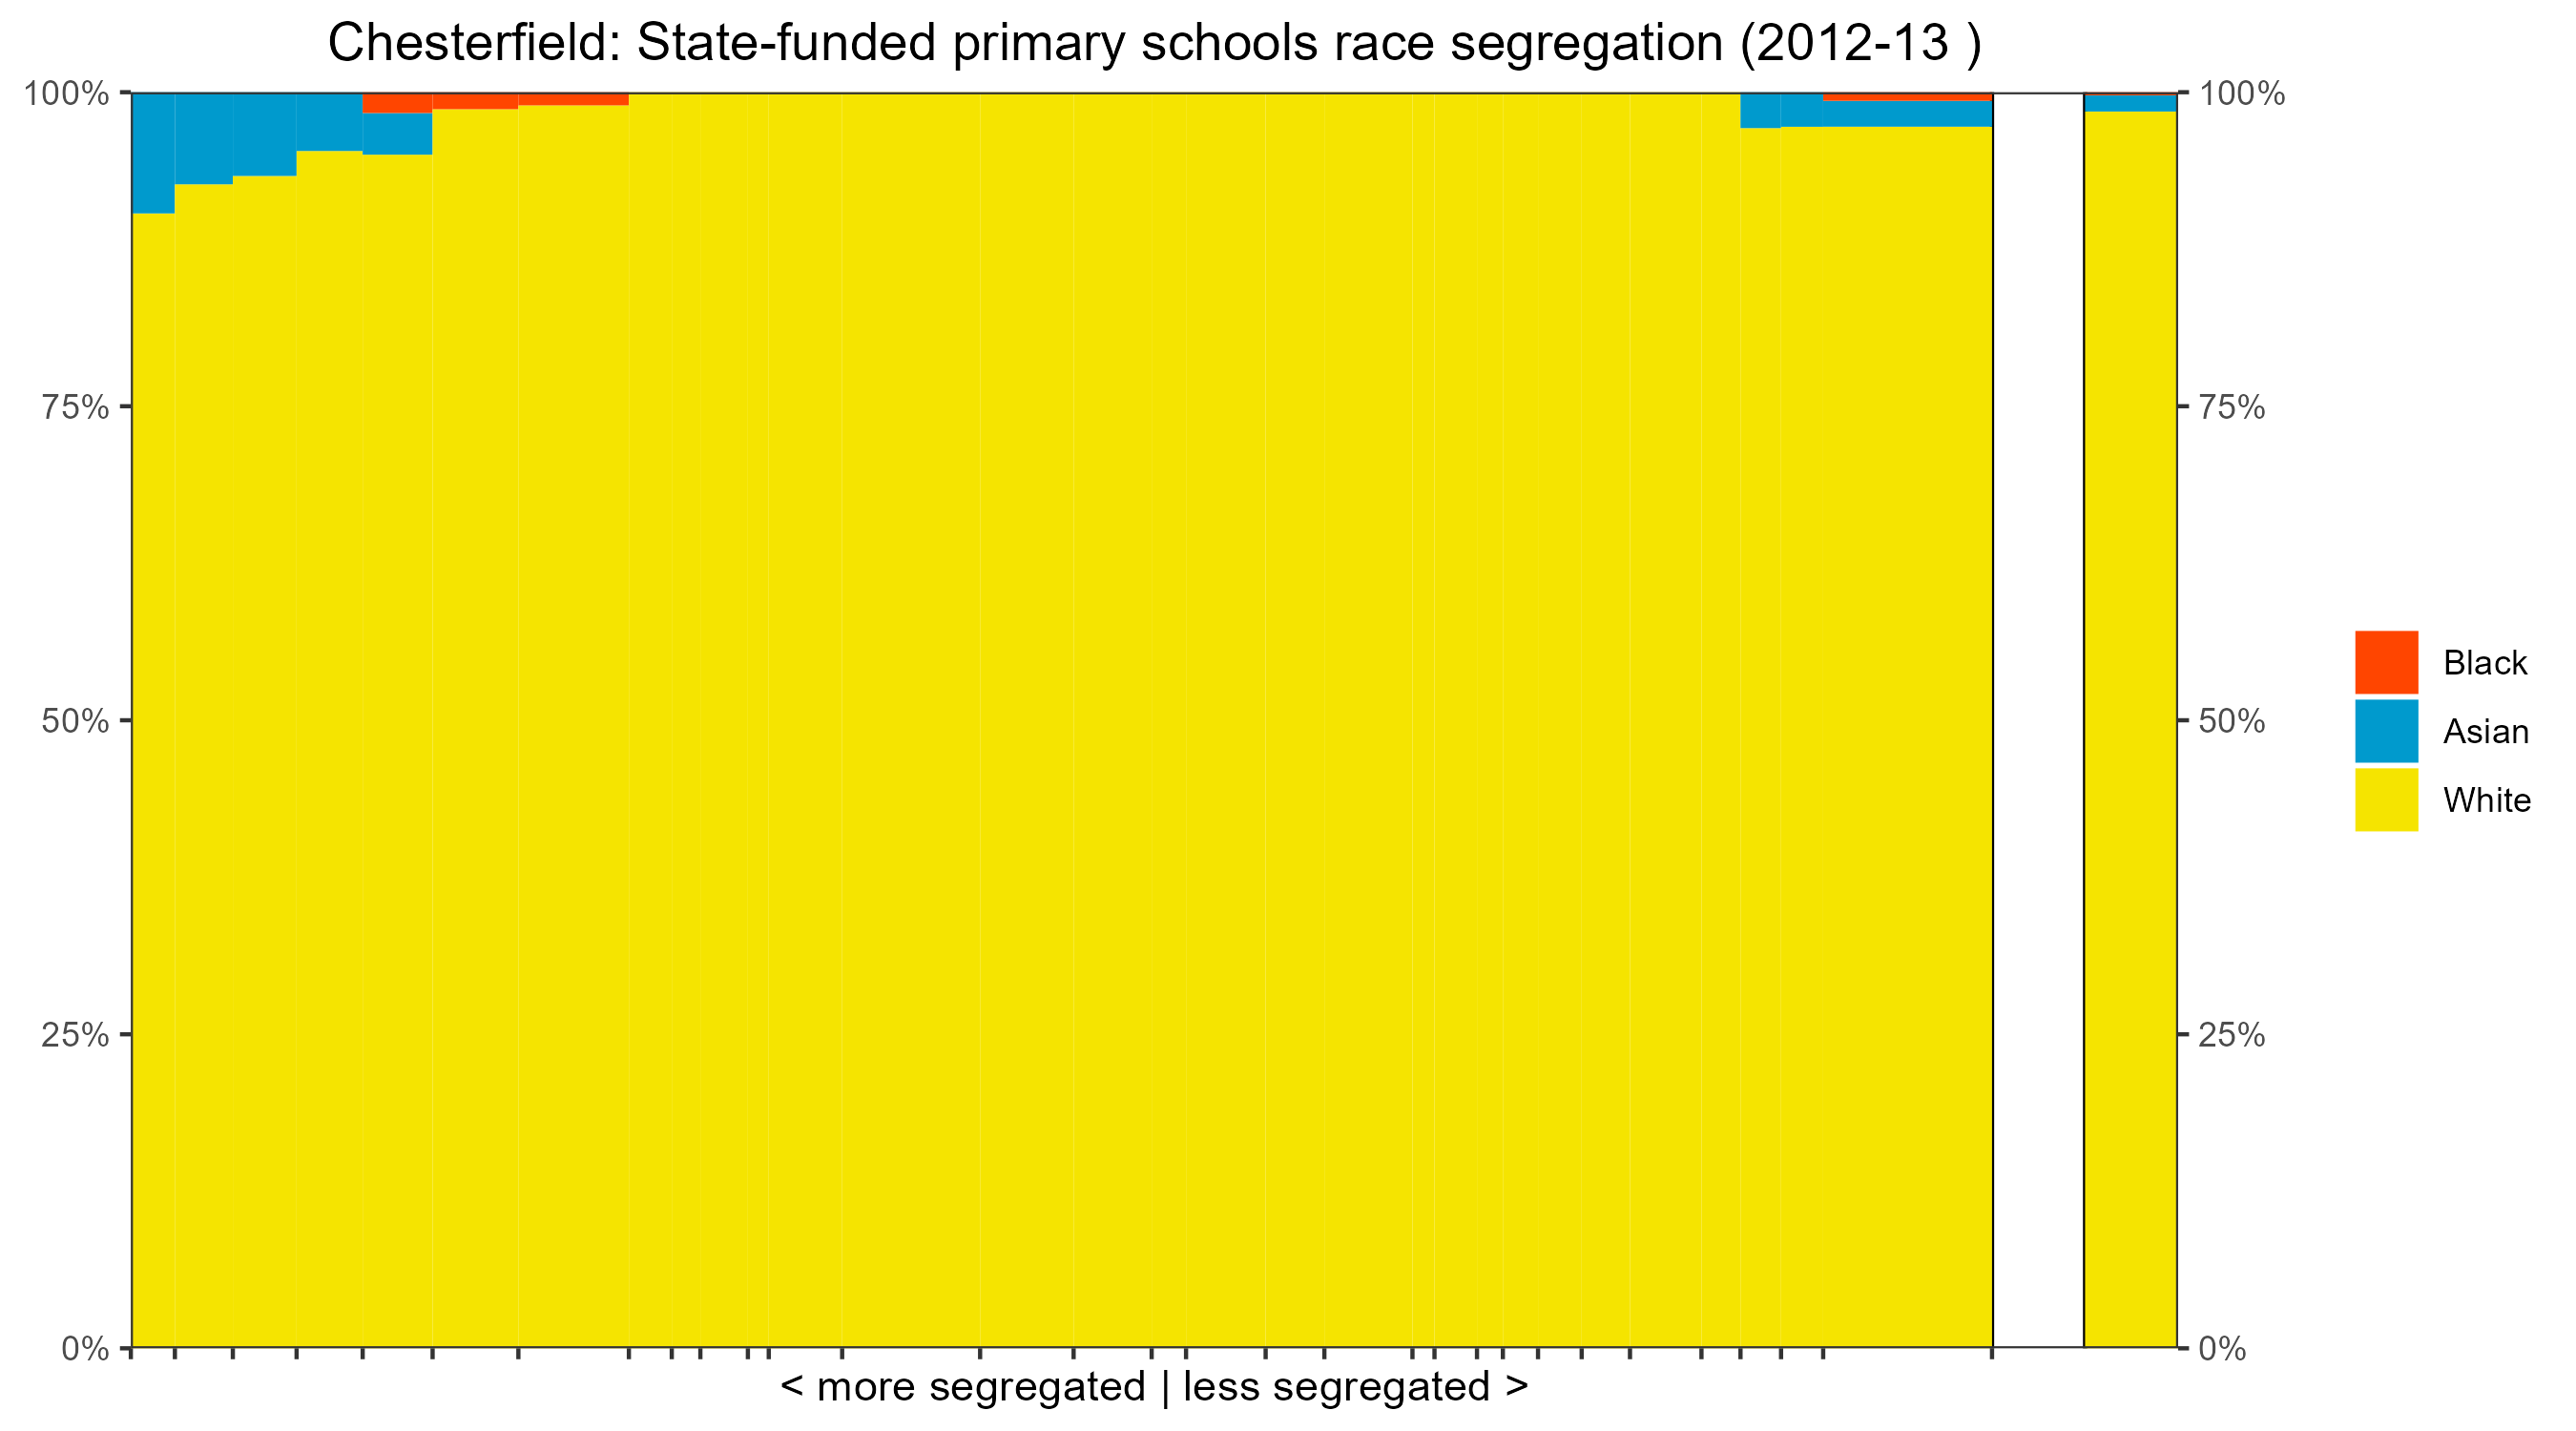 Chesterfield: State-funded primary schools race segregation (2012-13 )
100%
75%
50%
25%
0%
100%
75%
50%
25%
0%
Black
Asian
White
< more segregated | less segregated >